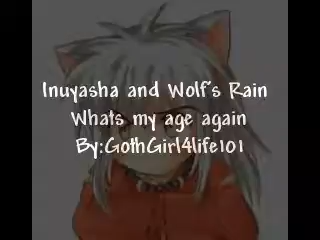 Inuyasha and Wolf's Rain
Whats my age again
By:GothGirl4life101